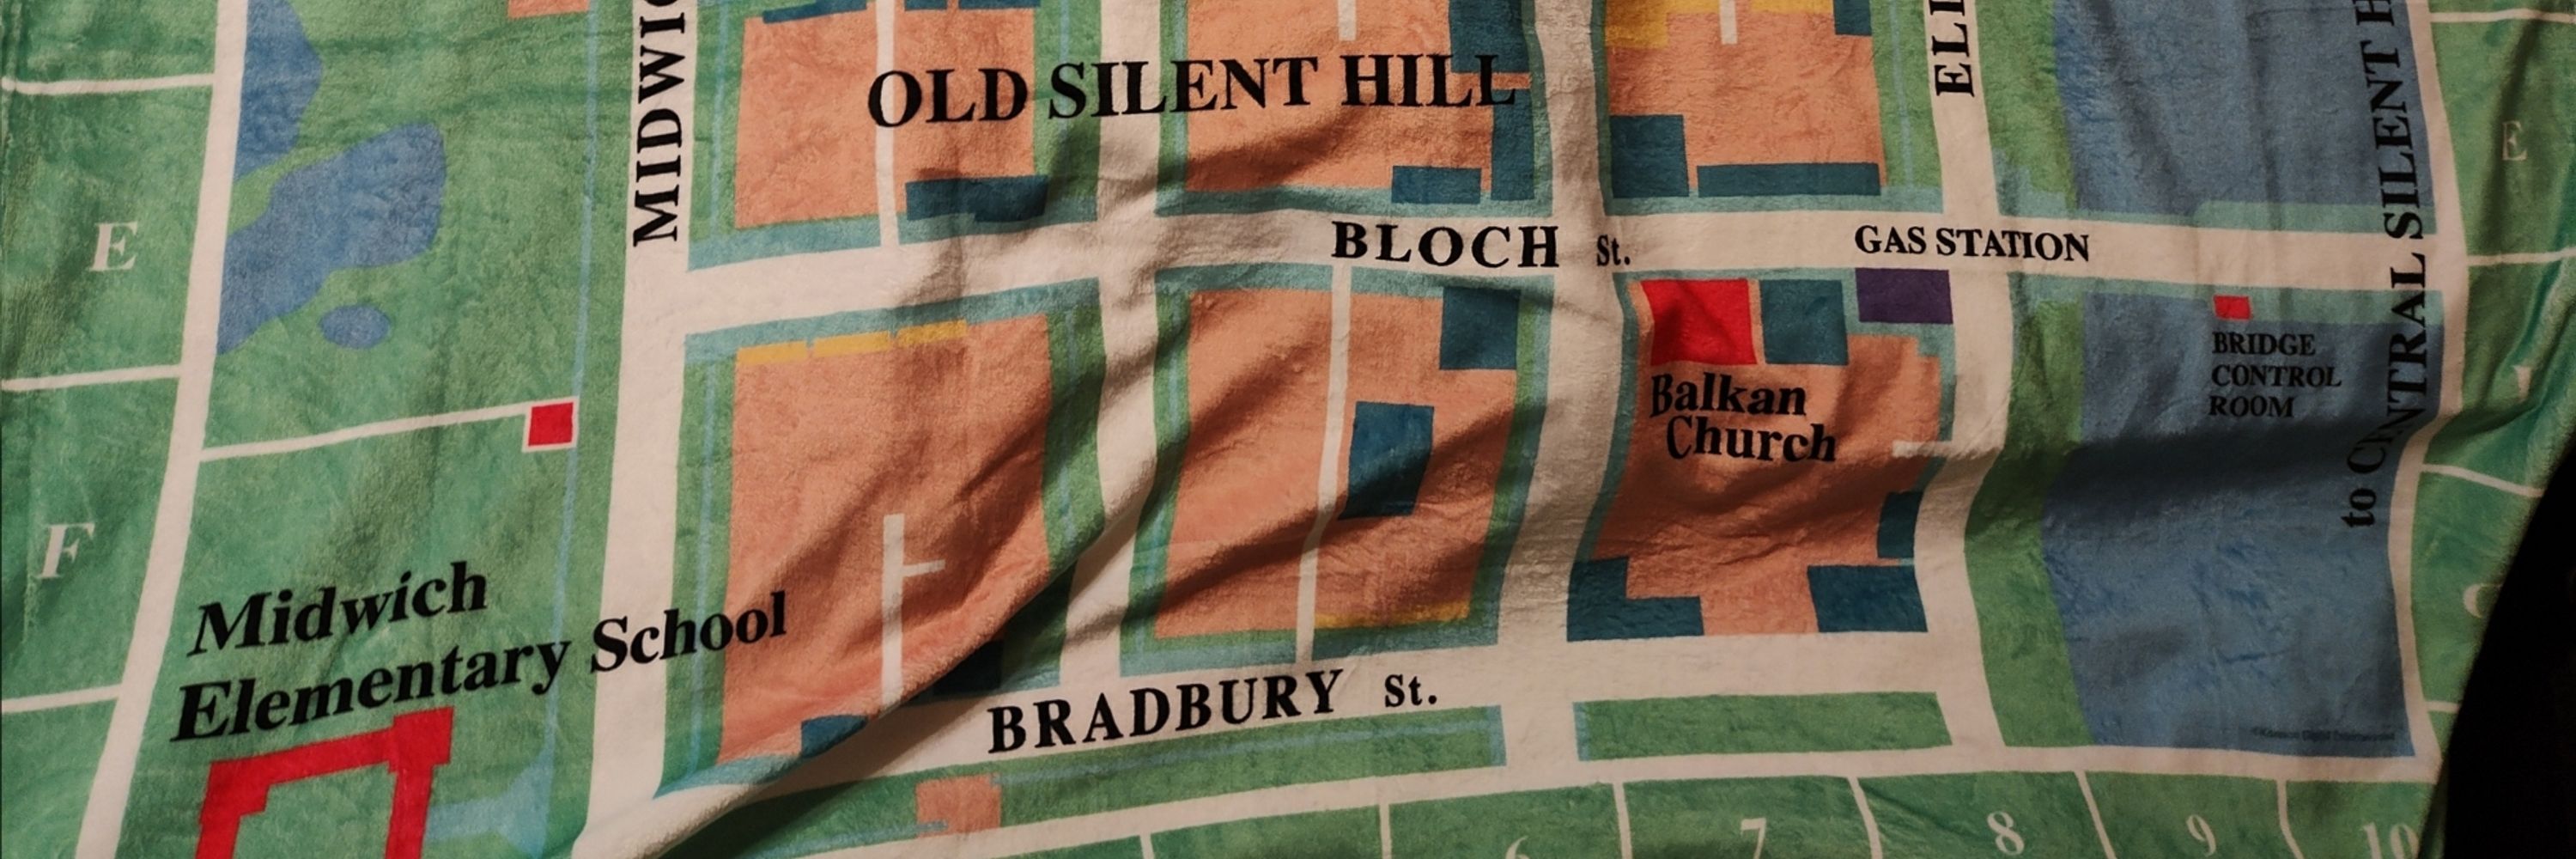 MIDWIC
OLD SILENT HILL
ELL
to CENTRAL SILENT H
E
E
BLOCH St.
GAS STATION
BRIDGE
CONTROL
ROOM
Balkan
Church
F
Midwich
Elementary School
BRADBURY St.
6
7
8
9
10